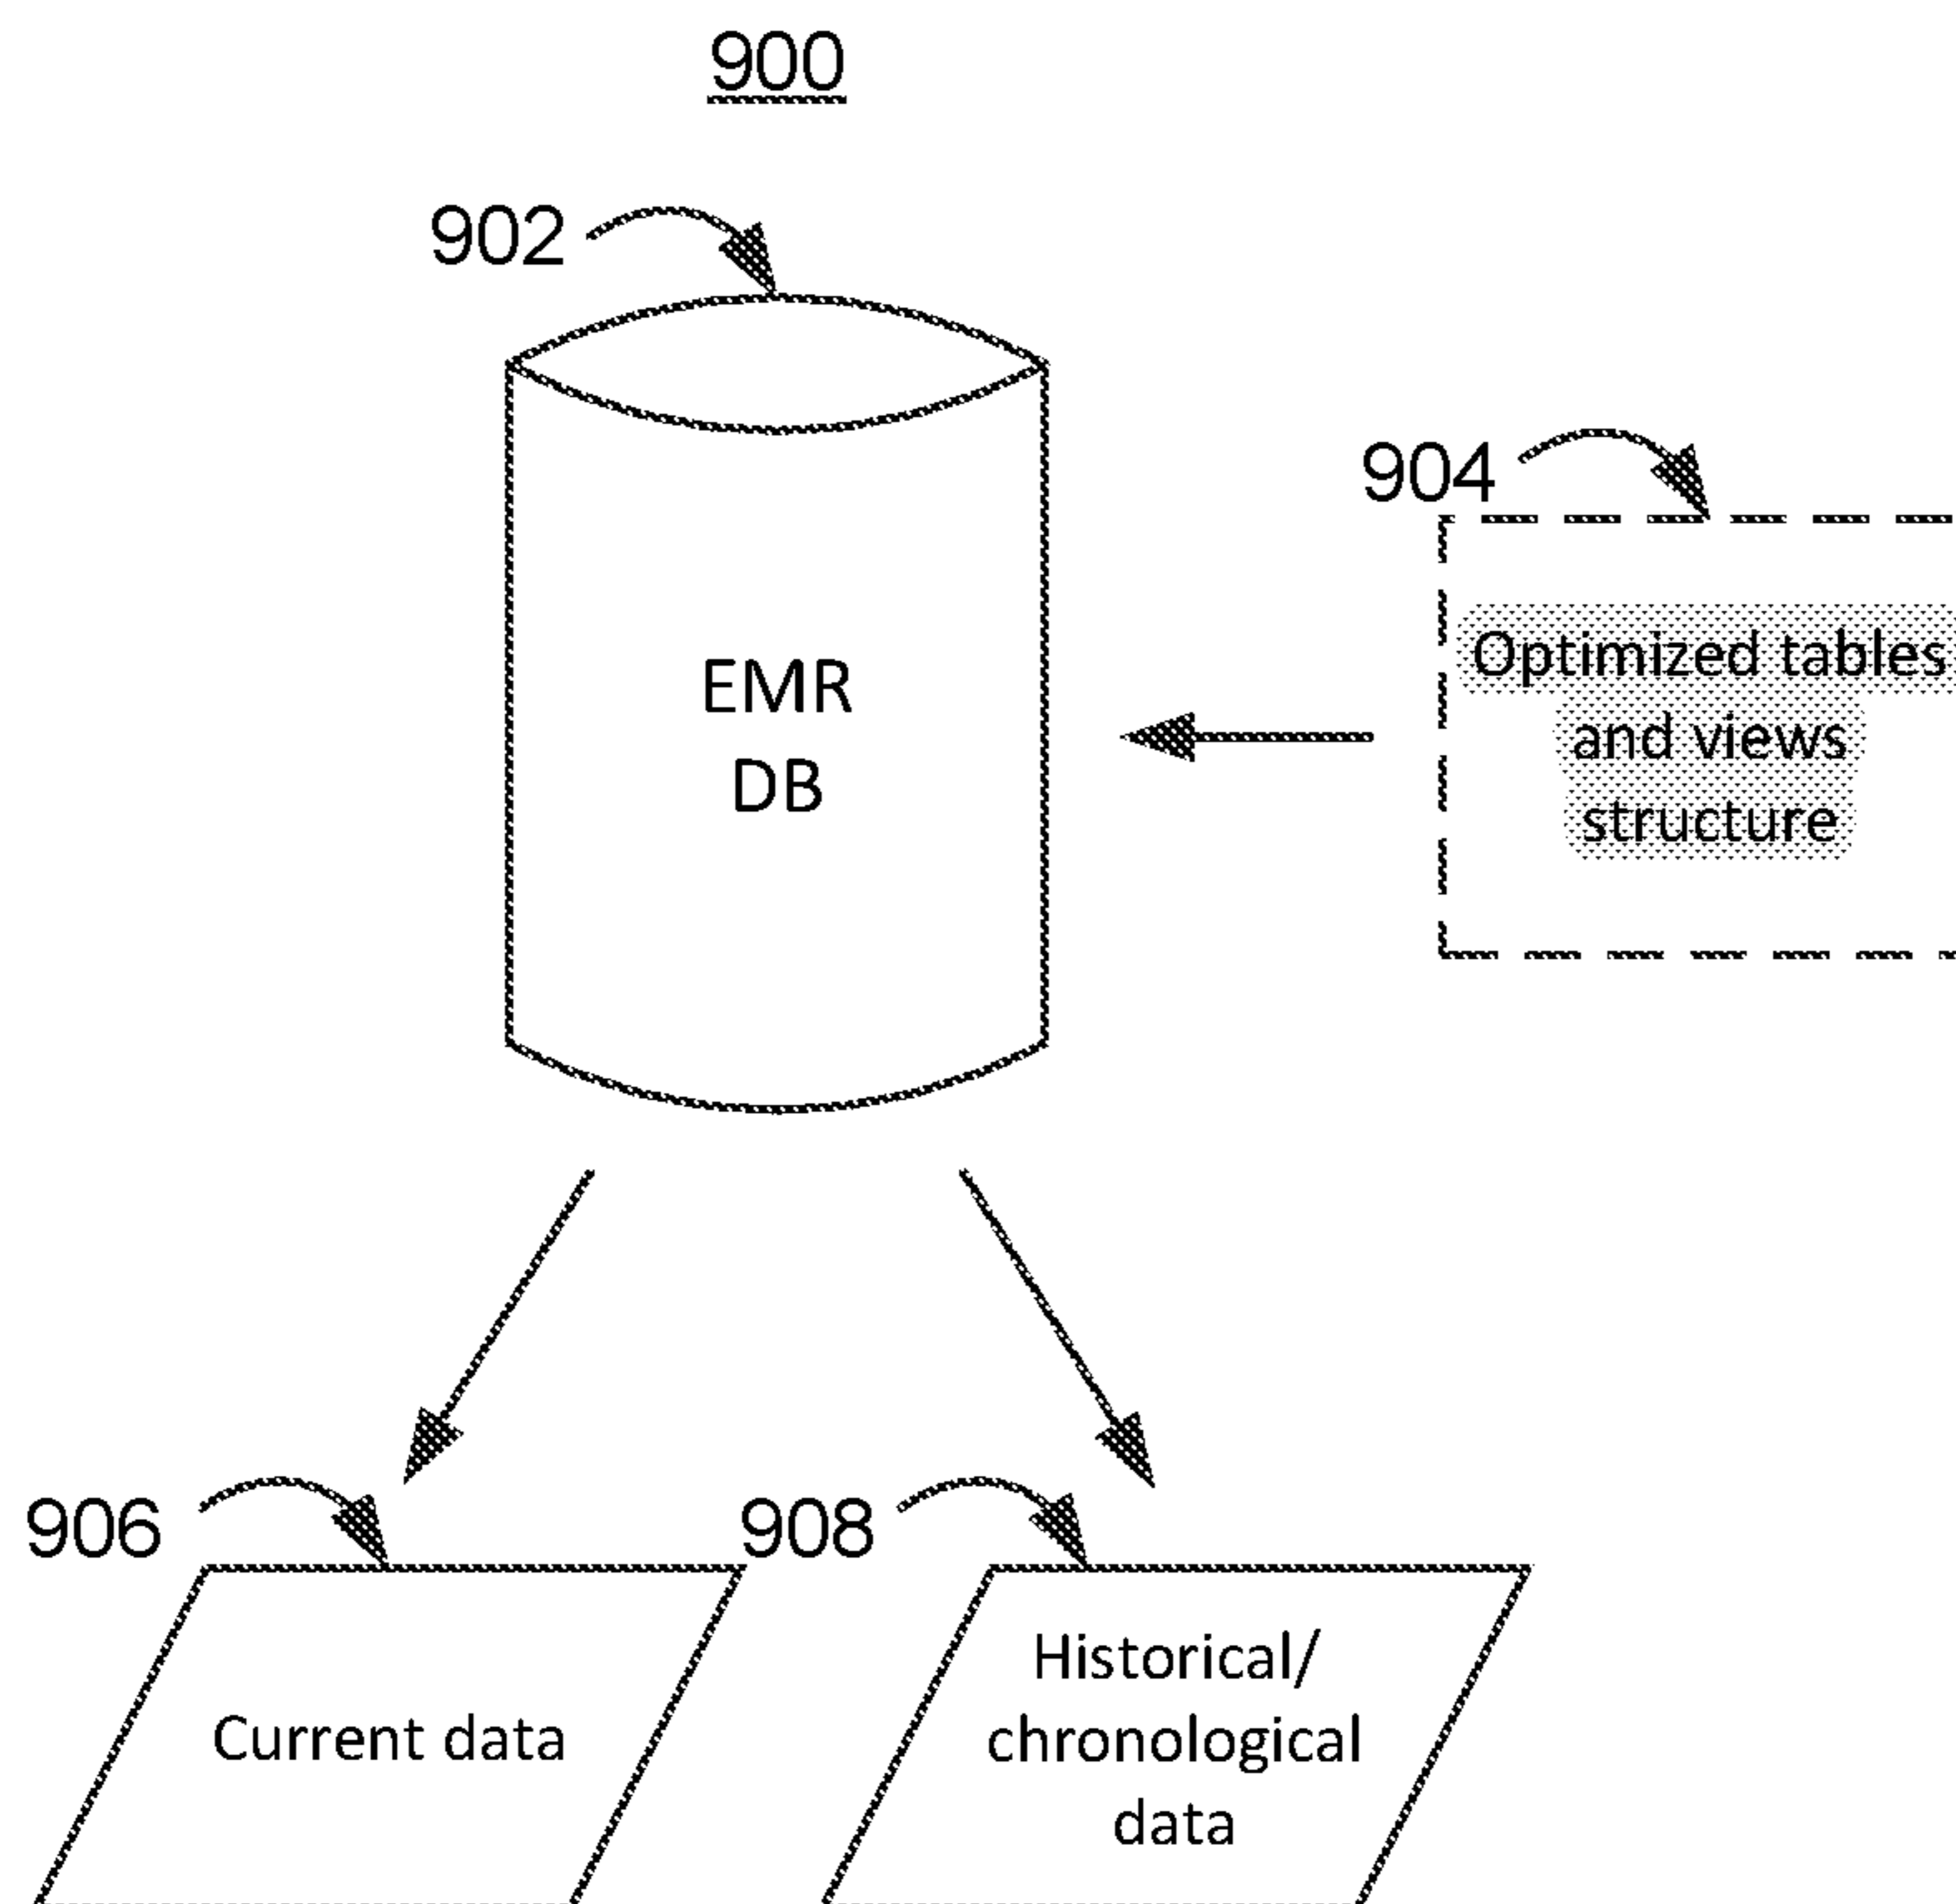 900
902
904
EMR
DB
Optimized tables
and views
structure
906
908
Current data
Historical/
chronological
data